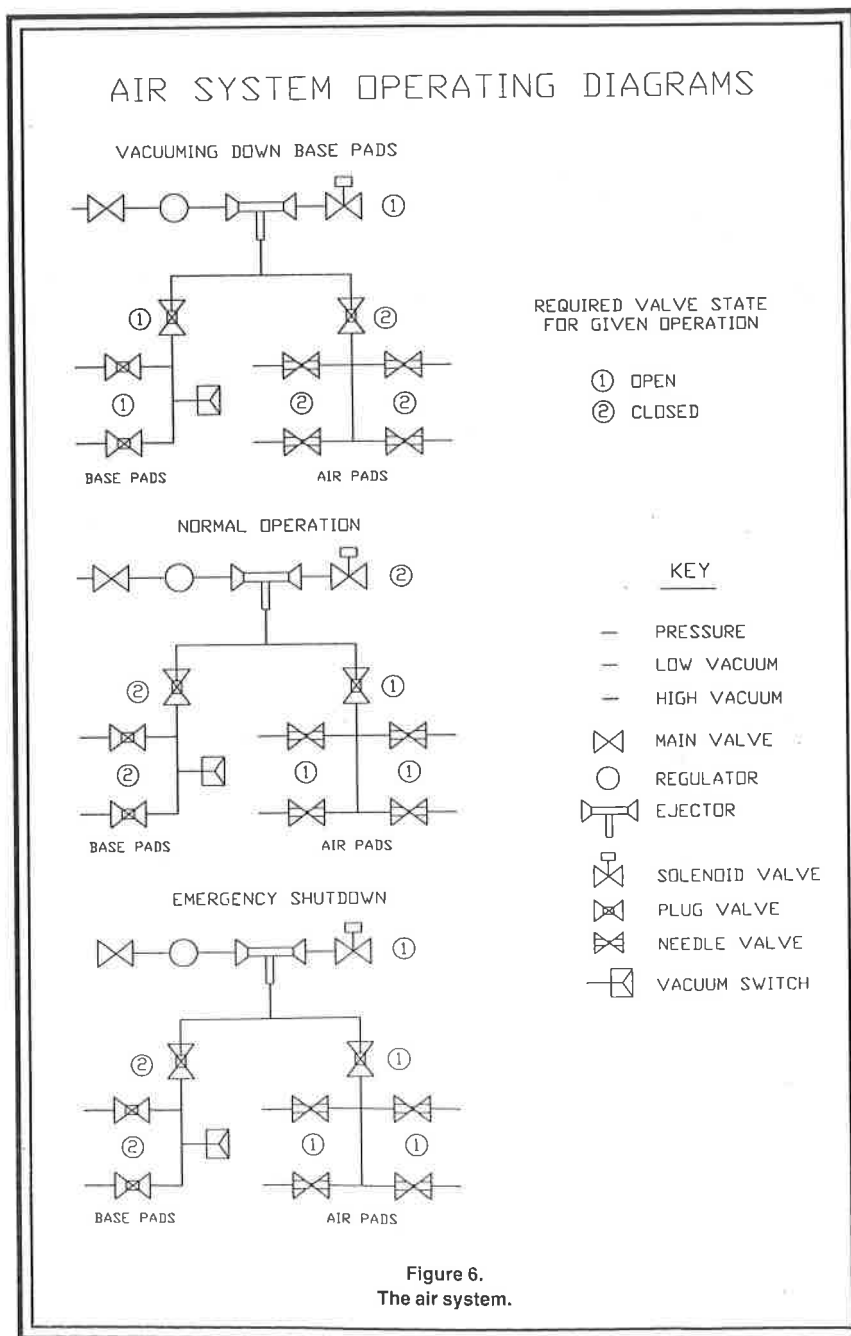 AIR SYSTEM OPERATING DIAGRAMS
VACUUMING DOWN BASE PADS
①
① ②
① ② ②
BASE PADS AIR PADS
REQUIRED VALVE STATE
FOR GIVEN OPERATION
① OPEN
② CLOSED
NORMAL OPERATION
②
② ①
② ① ①
BASE PADS AIR PADS
EMERGENCY SHUTDOWN
①
② ①
② ① ①
BASE PADS AIR PADS
KEY
PRESSURE
LOW VACUUM
HIGH VACUUM
MAIN VALVE
REGULATOR
EJECTOR
SOLENOID VALVE
PLUG VALVE
NEEDLE VALVE
VACUUM SWITCH
Figure 6.
The air system.